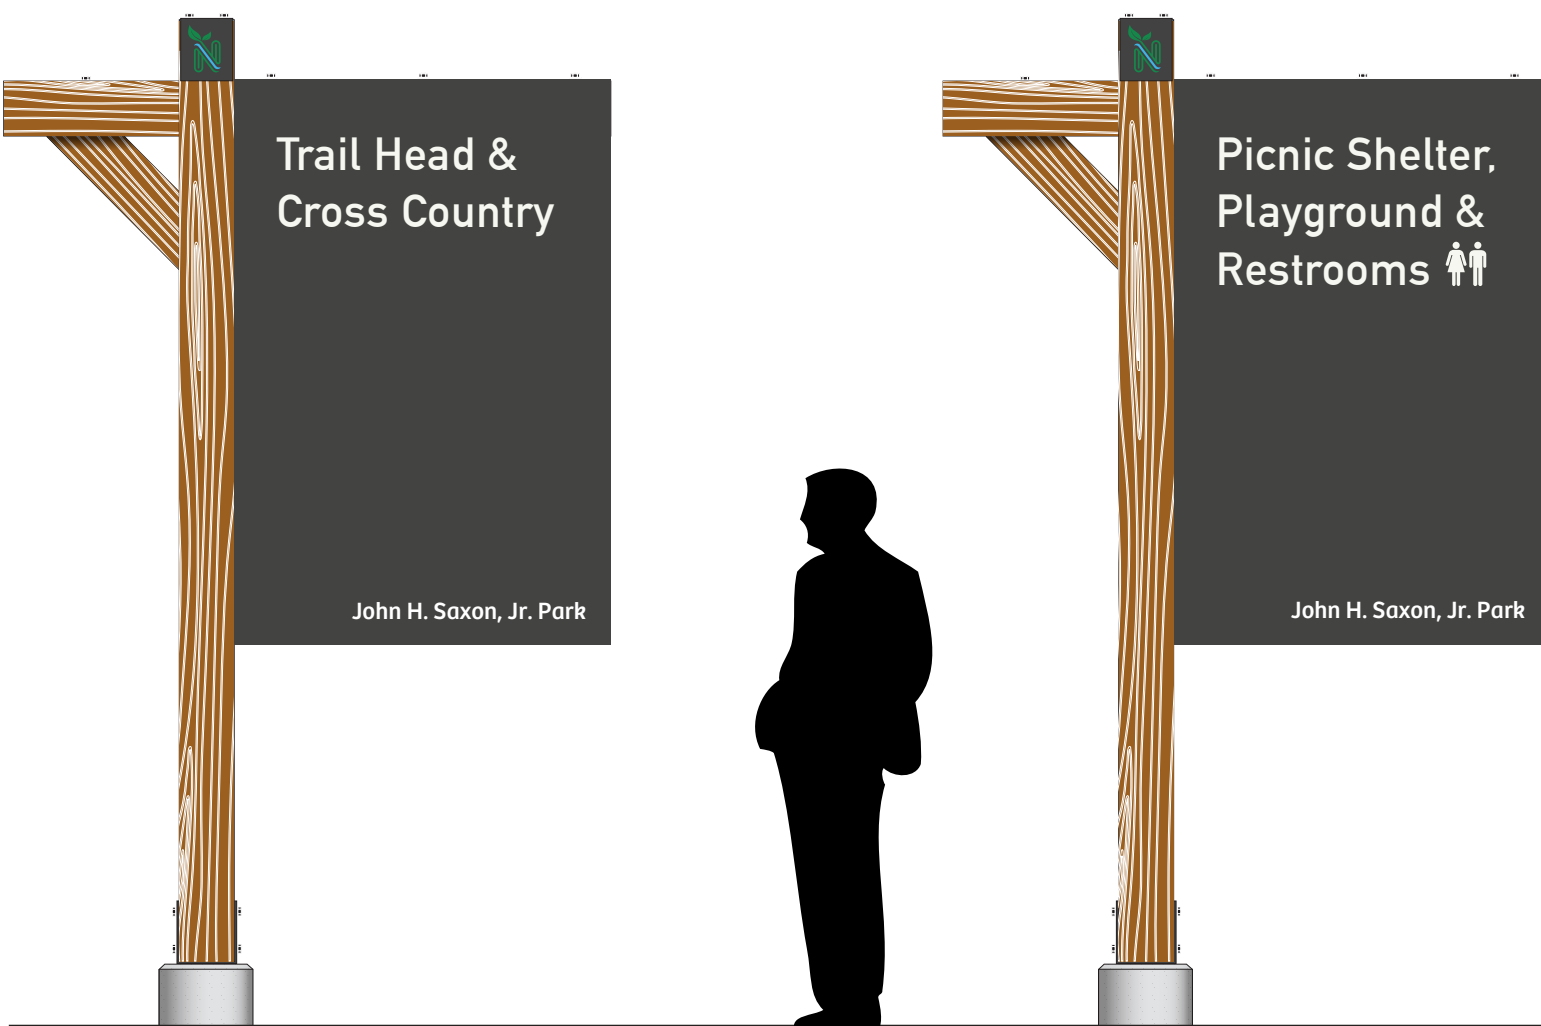 Trail Head &
Cross Country
John H. Saxon, Jr. Park
Picnic Shelter,
Playground &
Restrooms
John H. Saxon, Jr. Park